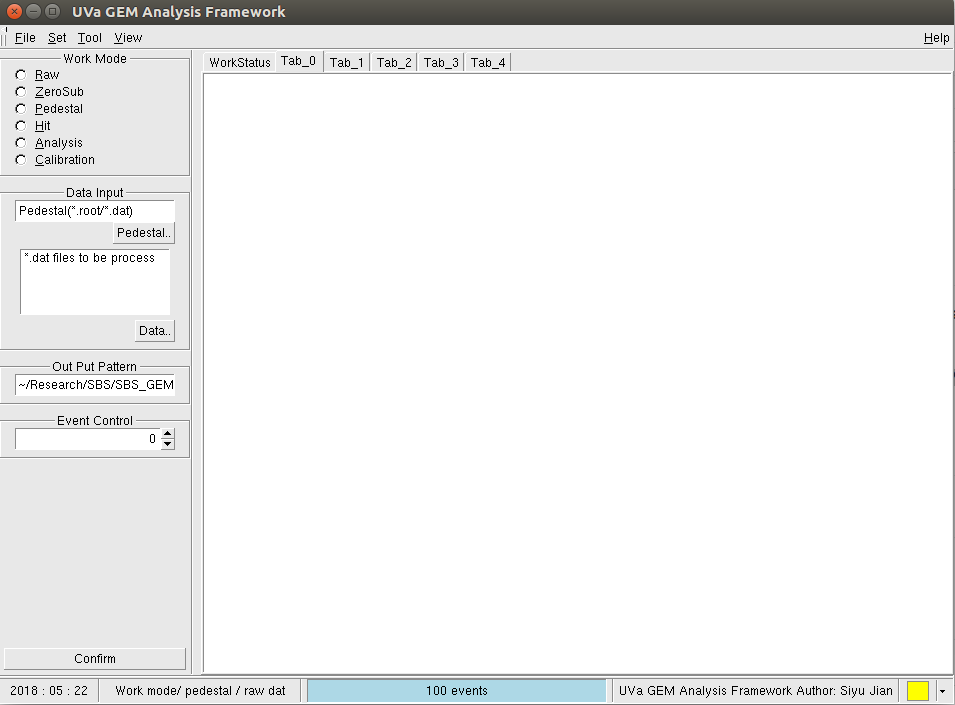 UVa GEM Analysis Framework
File Set Tool View Help
Work Mode
Raw
ZeroSub
Pedestal
Hit
Analysis
Calibration
Data Input
Pedestal(*.root/*.dat)
Pedestal..
*.dat files to be process
Data..
Out Put Pattern
~/Research/SBS/SBS_GEM
Event Control
0
Confirm
WorkStatus Tab_0 Tab_1 Tab_2 Tab_3 Tab_4
2018 : 05 : 22 Work mode/ pedestal / raw dat 100 events UVa GEM Analysis Framework Author: Siyu Jian